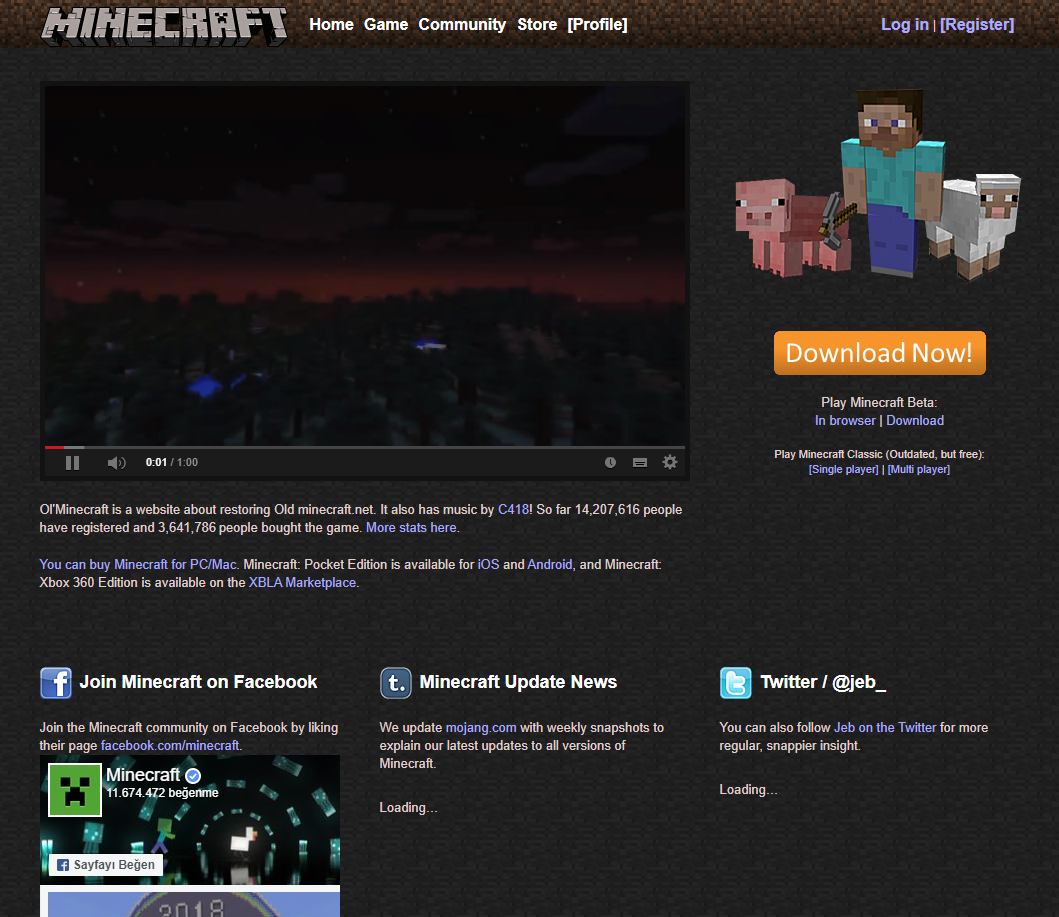 MINECRAFT Home Game Community Store [Profile] Log in | [Register]
0:01 / 1:00
Download Now!
Play Minecraft Beta:
In browser | Download
Play Minecraft Classic (Outdated, but free):
[Single player] | [Multi player]
Ol'Minecraft is a website about restoring Old minecraft.net. It also has music by C418! So far 14,207,616 people
have registered and 3,641,786 people bought the game. More stats here.
You can buy Minecraft for PC/Mac. Minecraft: Pocket Edition is available for iOS and Android, and Minecraft:
Xbox 360 Edition is available on the XBLA Marketplace.
f Join Minecraft on Facebook
Join the Minecraft community on Facebook by liking
their page facebook.com/minecraft.
Minecraft
11.674.472 beğenme
f Sayfayı Beğen
2018
t. Minecraft Update News
We update mojang.com with weekly snapshots to
explain our latest updates to all versions of
Minecraft.
Loading...
t Twitter / @jeb_
You can also follow Jeb on the Twitter for more
regular, snappier insight.
Loading...